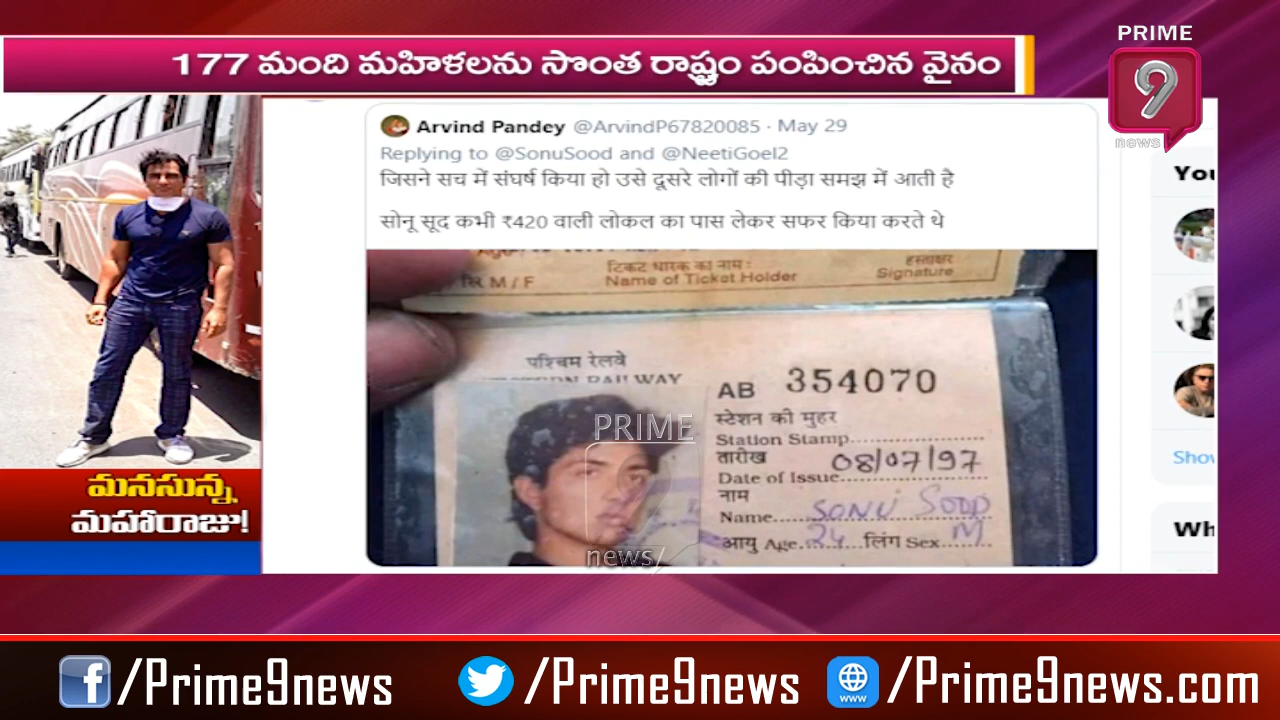 177 మంది మహిళలను సొంత రాష్ట్రం పంపించిన వైనం
PRIME
9
news
Arvind Pandey @ArvindP67820085 · May 29
Replying to @SonuSood and @NeetiGoel2
जिसने सच में संघर्ष किया हो उसे दूसरे लोगों की पीड़ा समझ में आती है
सोनू सूद कभी ₹420 वाली लोकल का पास लेकर सफर किया करते थे
M / F
टिकट धारक का नाम :
Name of Ticket Holder
हस्ताक्षर
Signature
पश्चिम रेलवे
RAILWAY
AB 354070
स्टेशन की मुहर
Station Stamp
तारीख
Date of Issue 08/07/97
नाम
Name SONU SOOD
आयु Age 24 लिंग Sex M
PRIME
news
You
Show
Wh
మనసున్న
మహారాజు!
/Prime9news
/Prime9news
www
/Prime9news.com